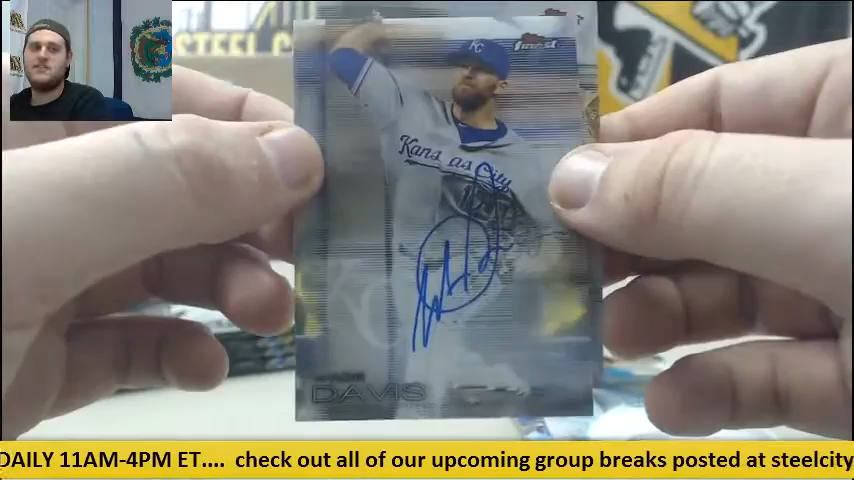 STEEL C
KC
Finest
Kansas City
DAVIS
DAILY 11AM-4PM ET.... check out all of our upcoming group breaks posted at steelcity